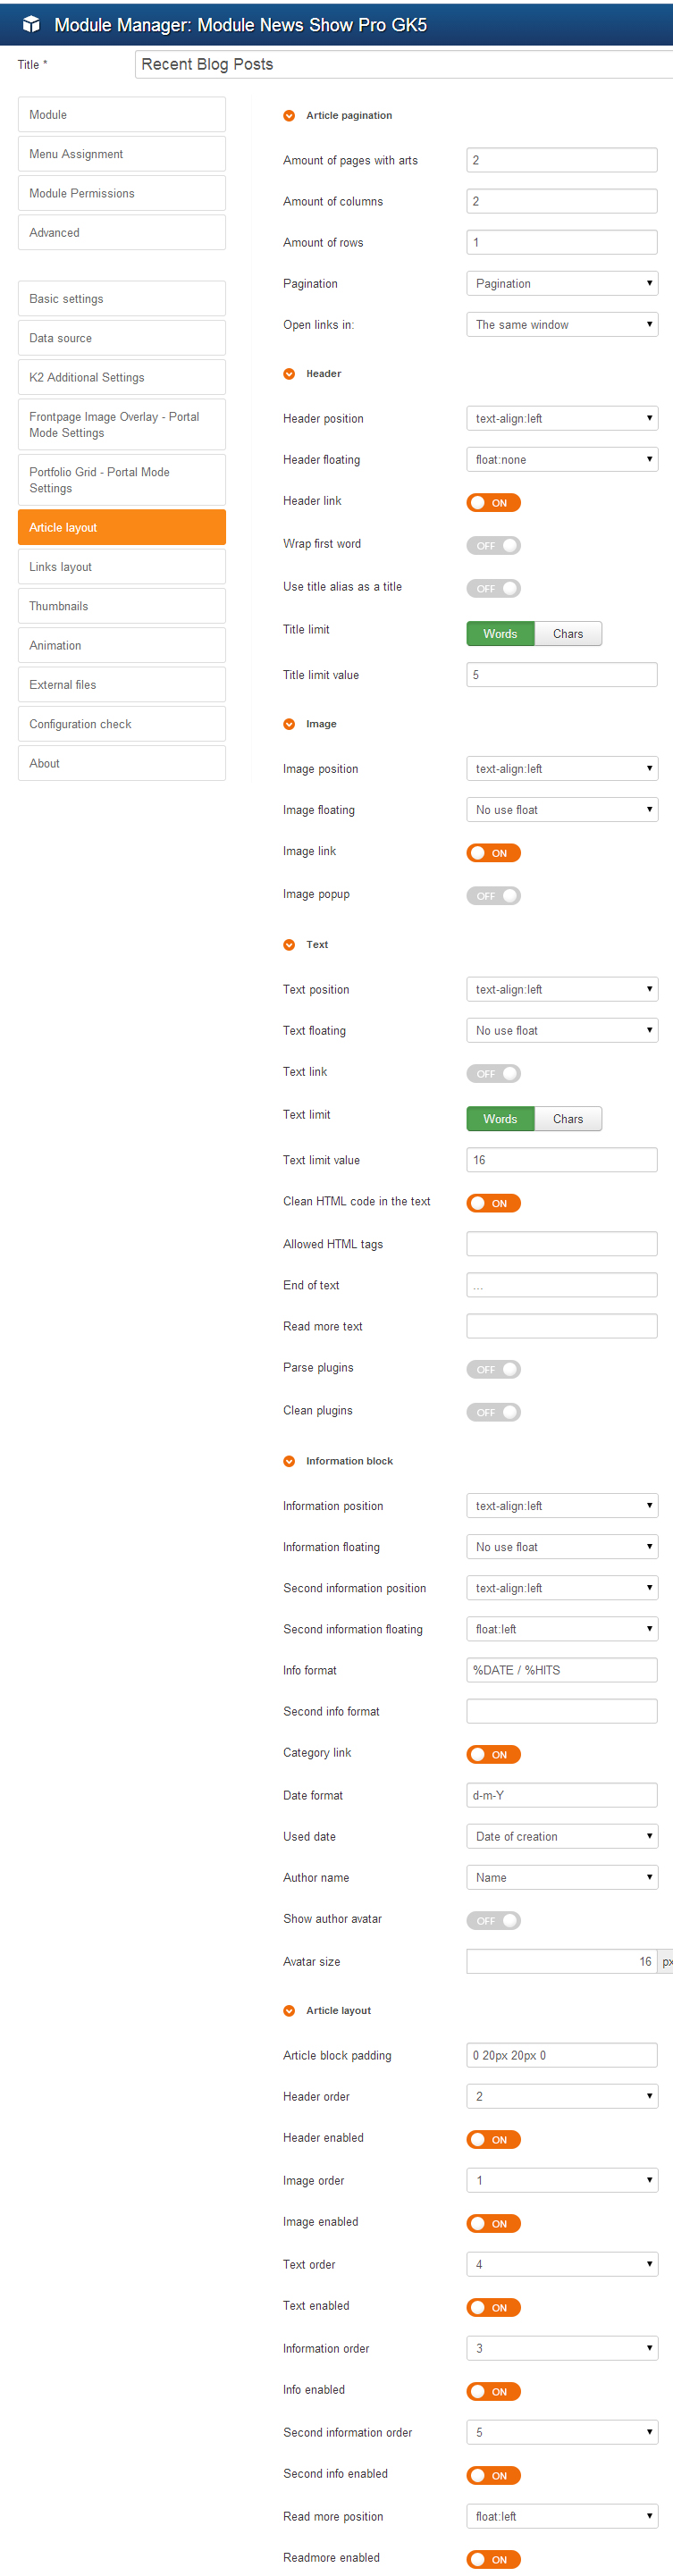 Module Manager: Module News Show Pro GK5
Title *
Recent Blog Posts
Module
Menu Assignment
Module Permissions
Advanced
Basic settings
Data source
K2 Additional Settings
Frontpage Image Overlay - Portal
Mode Settings
Portfolio Grid - Portal Mode
Settings
Article layout
Links layout
Thumbnails
Animation
External files
Configuration check
About
Article pagination
Amount of pages with arts 2
Amount of columns 2
Amount of rows 1
Pagination Pagination
Open links in: The same window
Header
Header position text-align:left
Header floating float:none
Header link ON
Wrap first word OFF
Use title alias as a title OFF
Title limit Words Chars
Title limit value 5
Image
Image position text-align:left
Image floating No use float
Image link ON
Image popup OFF
Text
Text position text-align:left
Text floating No use float
Text link OFF
Text limit Words Chars
Text limit value 16
Clean HTML code in the text ON
Allowed HTML tags
End of text ...
Read more text
Parse plugins OFF
Clean plugins OFF
Information block
Information position text-align:left
Information floating No use float
Second information position text-align:left
Second information floating float:left
Info format %DATE / %HITS
Second info format
Category link ON
Date format d-m-Y
Used date Date of creation
Author name Name
Show author avatar OFF
Avatar size 16 px
Article layout
Article block padding 0 20px 20px 0
Header order 2
Header enabled ON
Image order 1
Image enabled ON
Text order 4
Text enabled ON
Information order 3
Info enabled ON
Second information order 5
Second info enabled ON
Read more position float:left
Readmore enabled ON